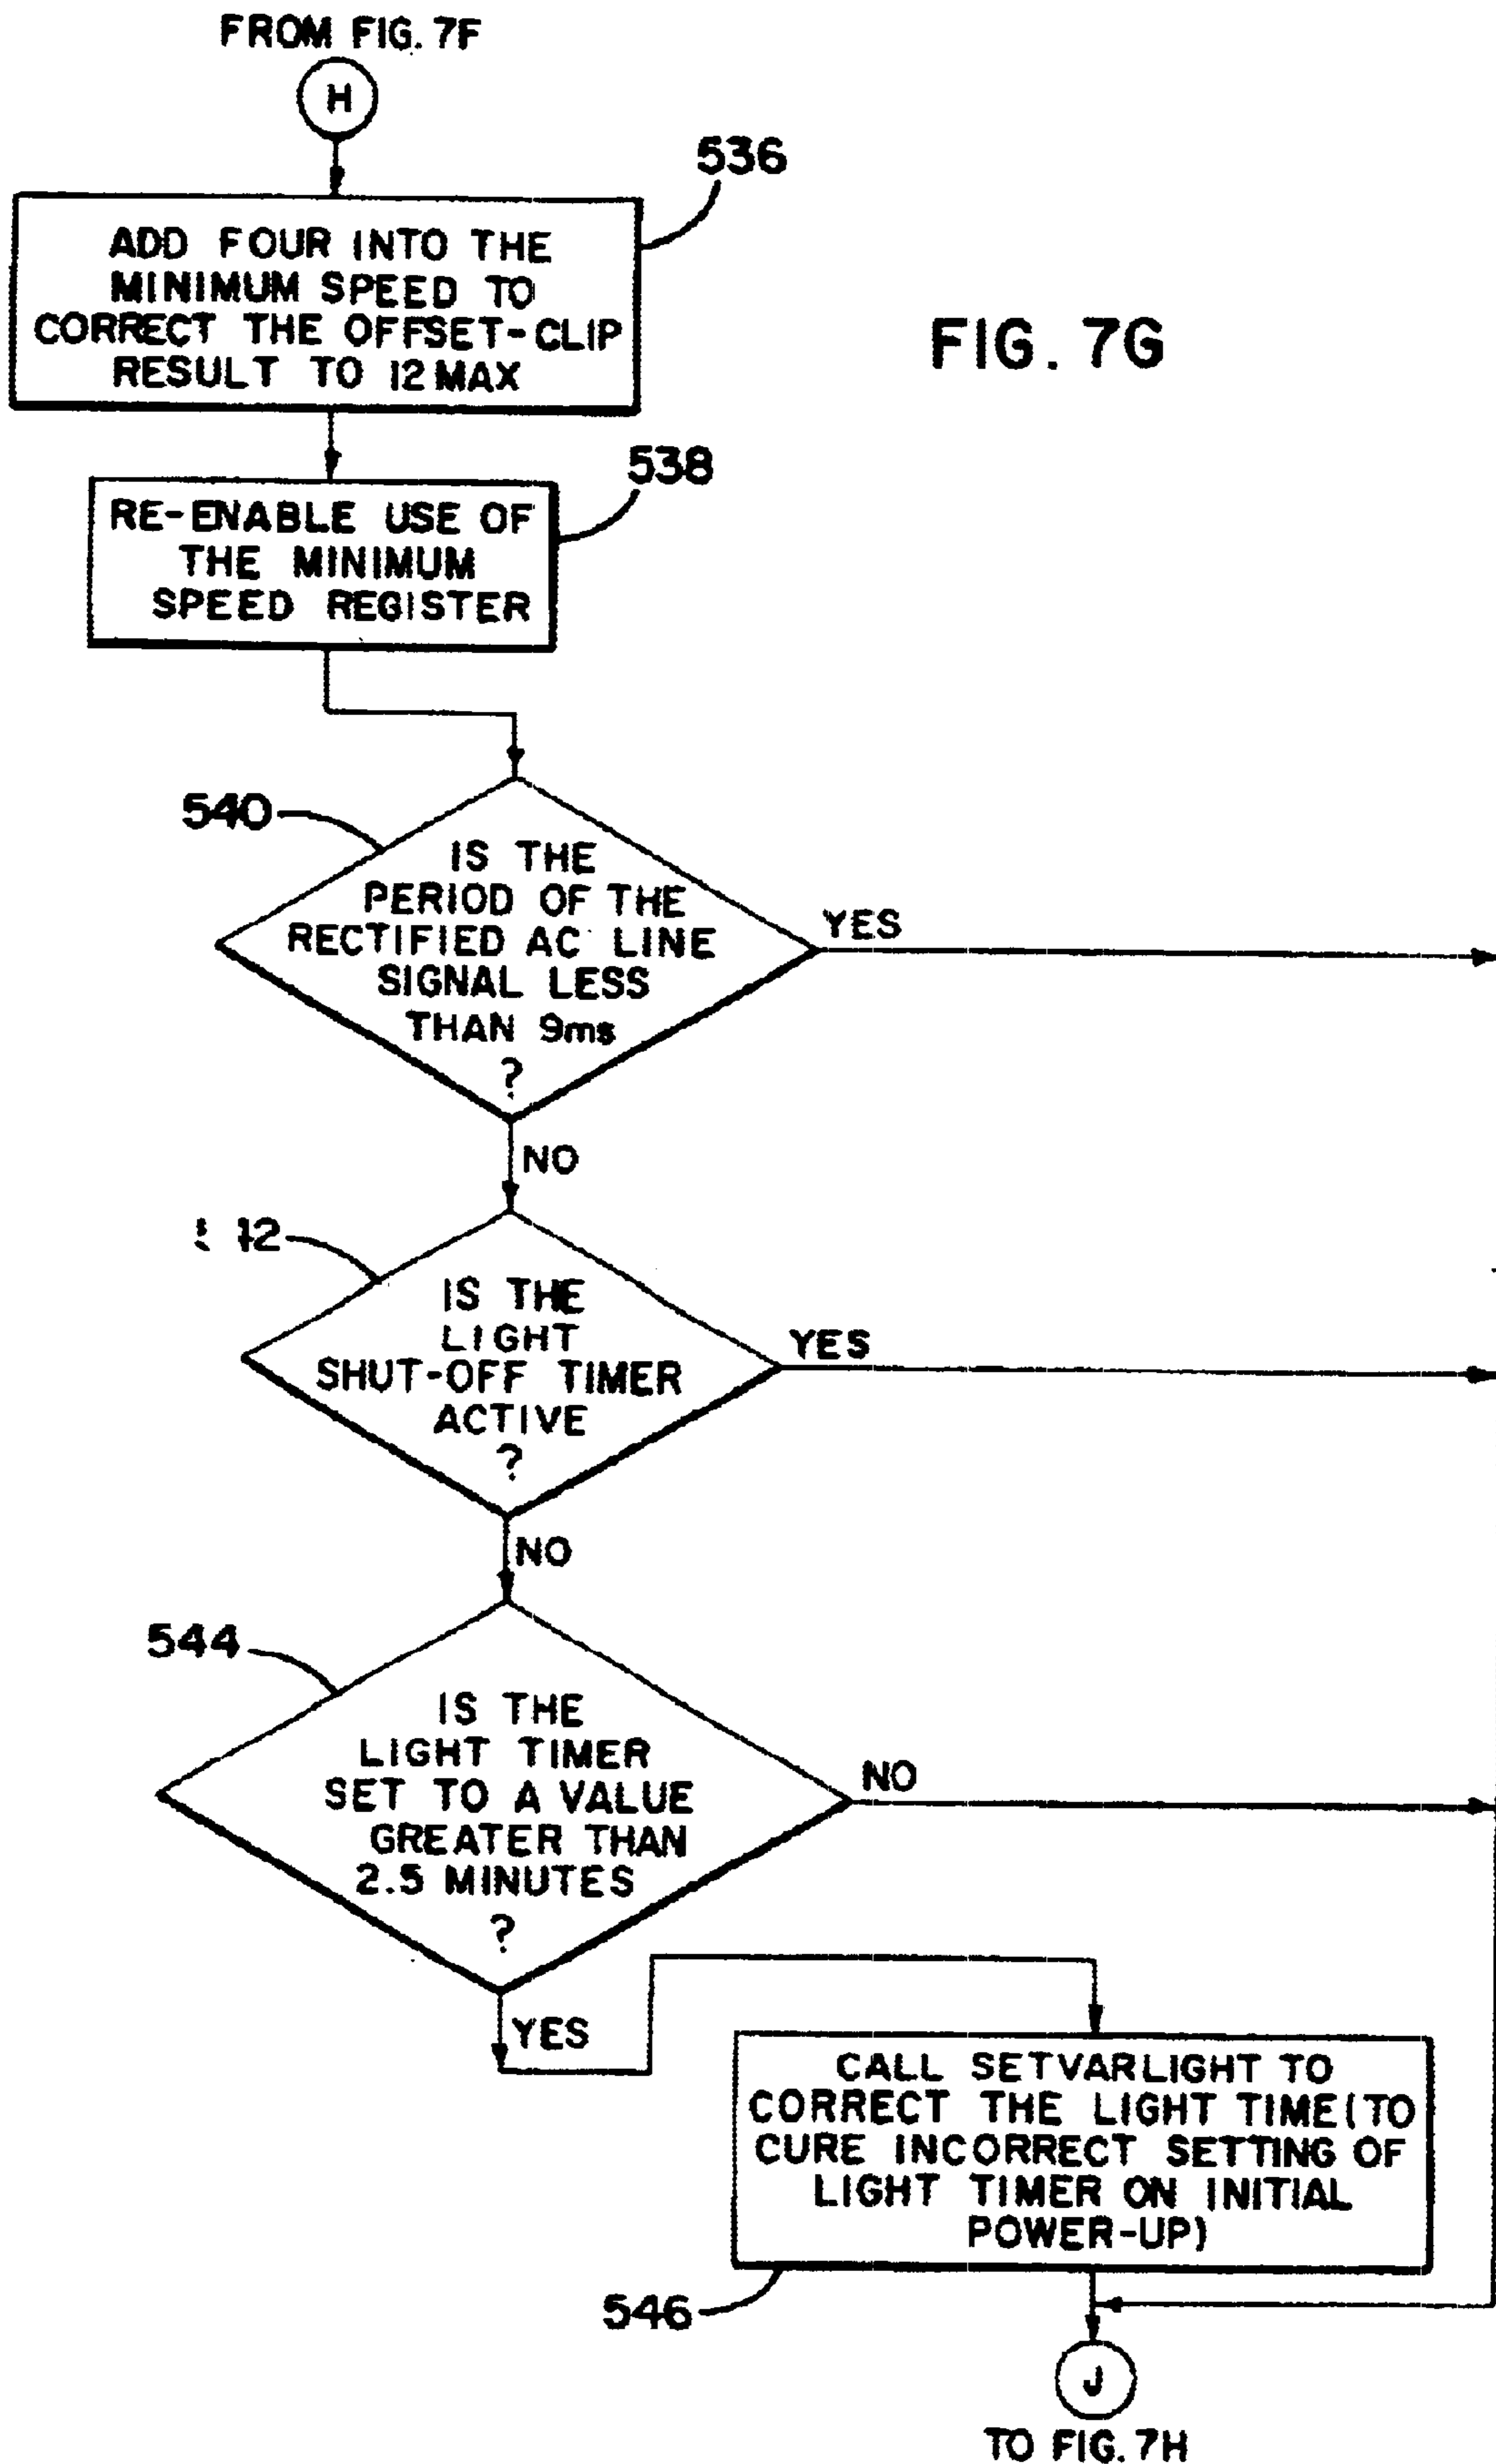 FROM FIG. 7F
H
536
ADD FOUR INTO THE
MINIMUM SPEED TO
CORRECT THE OFFSET-CLIP
RESULT TO 12 MAX
FIG. 7G
538
RE-ENABLE USE OF
THE MINIMUM
SPEED REGISTER
540
IS THE
PERIOD OF THE
RECTIFIED AC LINE
SIGNAL LESS
THAN 9ms
?
YES
NO
IS THE
LIGHT
SHUT-OFF TIMER
ACTIVE
?
YES
NO
544
IS THE
LIGHT TIMER
SET TO A VALUE
GREATER THAN
2.5 MINUTES
?
NO
YES
CALL SETVARLIGHT TO
CORRECT THE LIGHT TIME (TO
CURE INCORRECT SETTING OF
LIGHT TIMER ON INITIAL
POWER-UP)
546
J
TO FIG. 7H